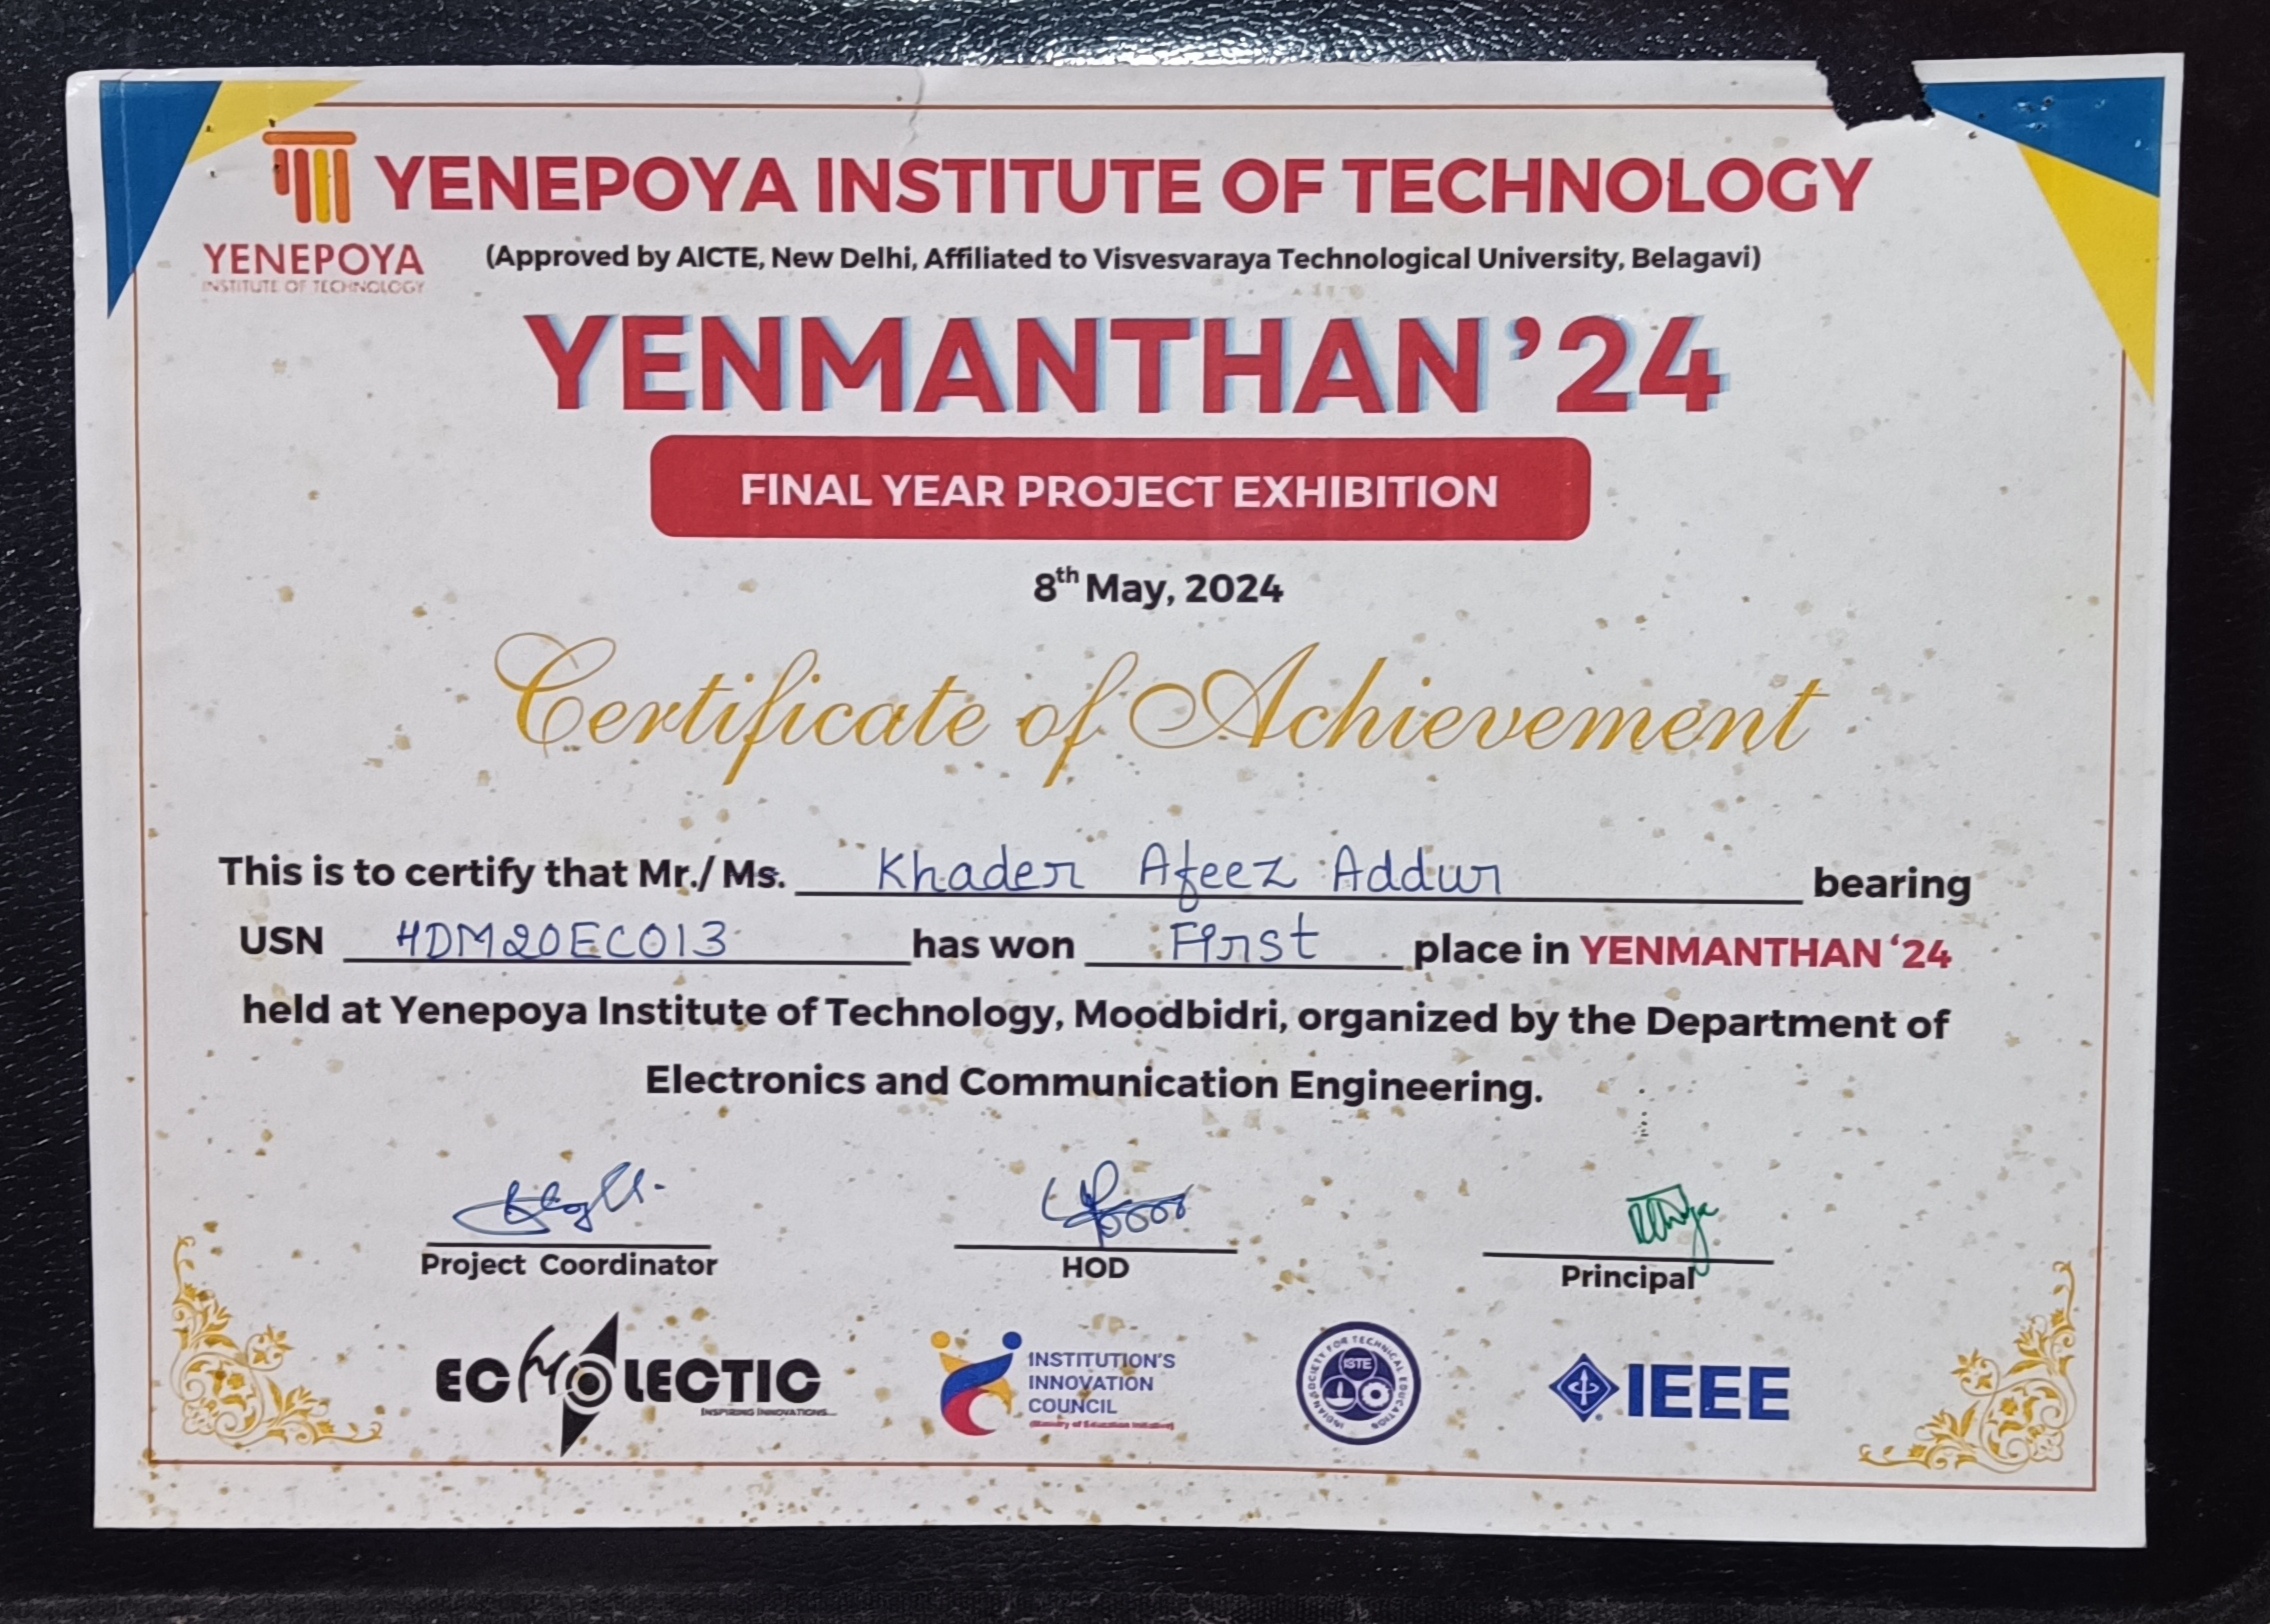 YENEPOYA INSTITUTE OF TECHNOLOGY
YENEPOYA
INSTITUTE OF TECHNOLOGY
(Approved by AICTE, New Delhi, Affiliated to Visvesvaraya Technological University, Belagavi)
YENMANTHAN '24
FINAL YEAR PROJECT EXHIBITION
8th May, 2024
Certificate of Achievement
This is to certify that Mr./ Ms. Khader Afeez Addur bearing
USN 4DM20EC013 has won First place in YENMANTHAN '24
held at Yenepoya Institute of Technology, Moodbidri, organized by the Department of
Electronics and Communication Engineering.
Project Coordinator
HOD
Principal
LECTIC
INSPIRING INNOVATIONS...
INSTITUTION'S
INNOVATION
COUNCIL
(Ministry of Education Initiative)
INDIAN SOCIETY FOR TECHNICAL EDUCATION
ISTE
IEEE